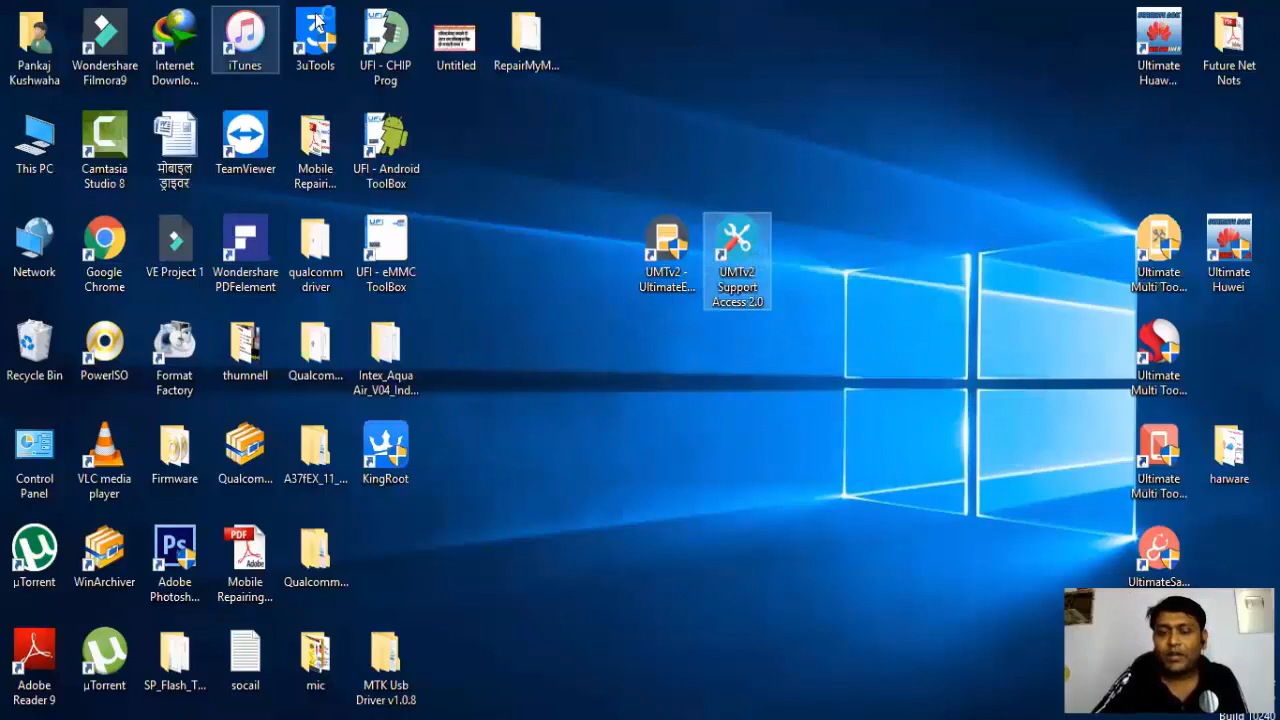 Pankaj
Kushwaha
Wondershare
Filmora9
Internet
Downlo...
iTunes
3uTools
UFI - CHIP
Prog
Untitled
RepairMyM...
Ultimate
Huaw...
Future Net
Nots
This PC
Camtasia
Studio 8
मोबाइल
ड्राइवर
TeamViewer
Mobile
Repairi...
UFI - Android
ToolBox
Network
Google
Chrome
VE Project 1
Wondershare
PDFelement
qualcomm
driver
UFI - eMMC
ToolBox
UMTv2 -
UltimateE...
UMTv2
Support
Access 2.0
Ultimate
Multi Too...
Ultimate
Huwei
Recycle Bin
PowerISO
Format
Factory
thumnell
Qualcom...
Intex_Aqua
Air_V04_Ind...
Ultimate
Multi Too...
Control
Panel
VLC media
player
Firmware
Qualcom...
A37fEX_11_...
KingRoot
Ultimate
Multi Too...
harware
µTorrent
WinArchiver
Adobe
Photosh...
PDF
Mobile
Repairing...
Qualcomm...
UltimateSa...
Adobe
Reader 9
µTorrent
SP_Flash_T...
socail
mic
MTK Usb
Driver v1.0.8
Build 10240